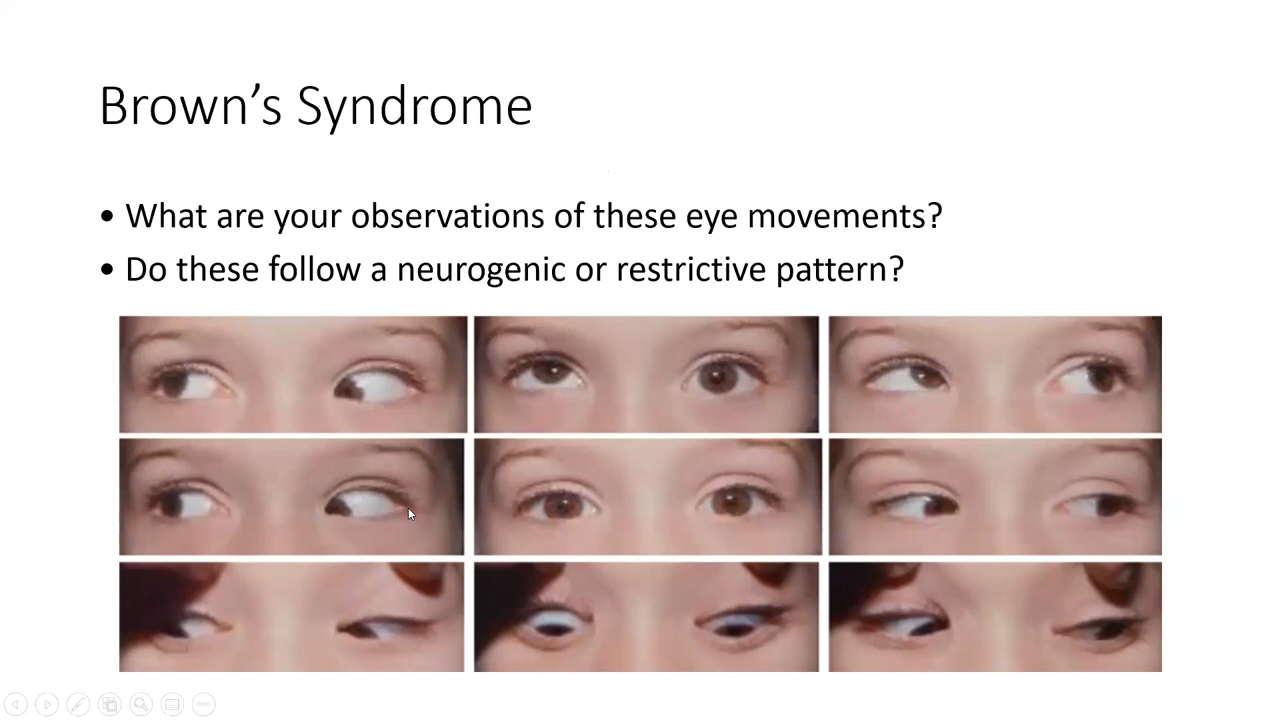 Brown’s Syndrome
• What are your observations of these eye movements?
• Do these follow a neurogenic or restrictive pattern?